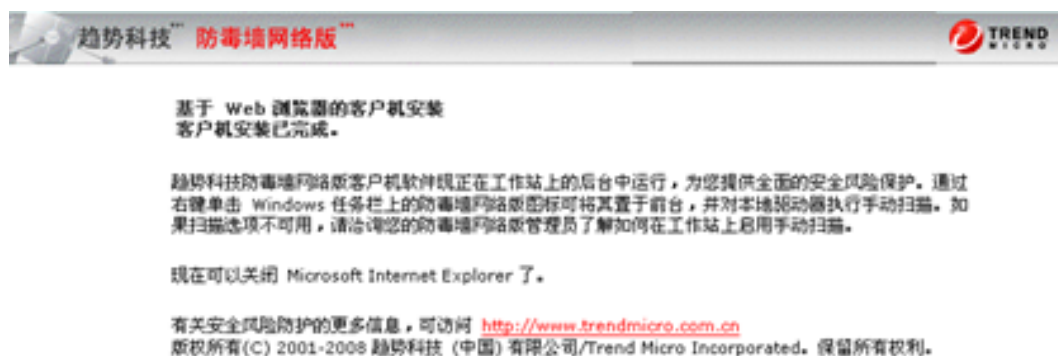 趋势科技™ 防毒墙网络版™
TREND
MICRO
基于 Web 浏览器的客户机安装
客户机安装已完成。
趋势科技防毒墙网络版客户机软件现正在工作站上的后台中运行，为您提供全面的安全风险保护。通过
右键单击 Windows 任务栏上的防毒墙网络版图标可将其置于前台，并对本地驱动器执行手动扫描。如
果扫描选项不可用，请洽询您的防毒墙网络版管理员了解如何在工作站上启用手动扫描。
现在可以关闭 Microsoft Internet Explorer 了。
有关安全风险防护的更多信息，可访问 http://www.trendmicro.com.cn
版权所有(C) 2001-2008 趋势科技 (中国) 有限公司/Trend Micro Incorporated。保留所有权利。